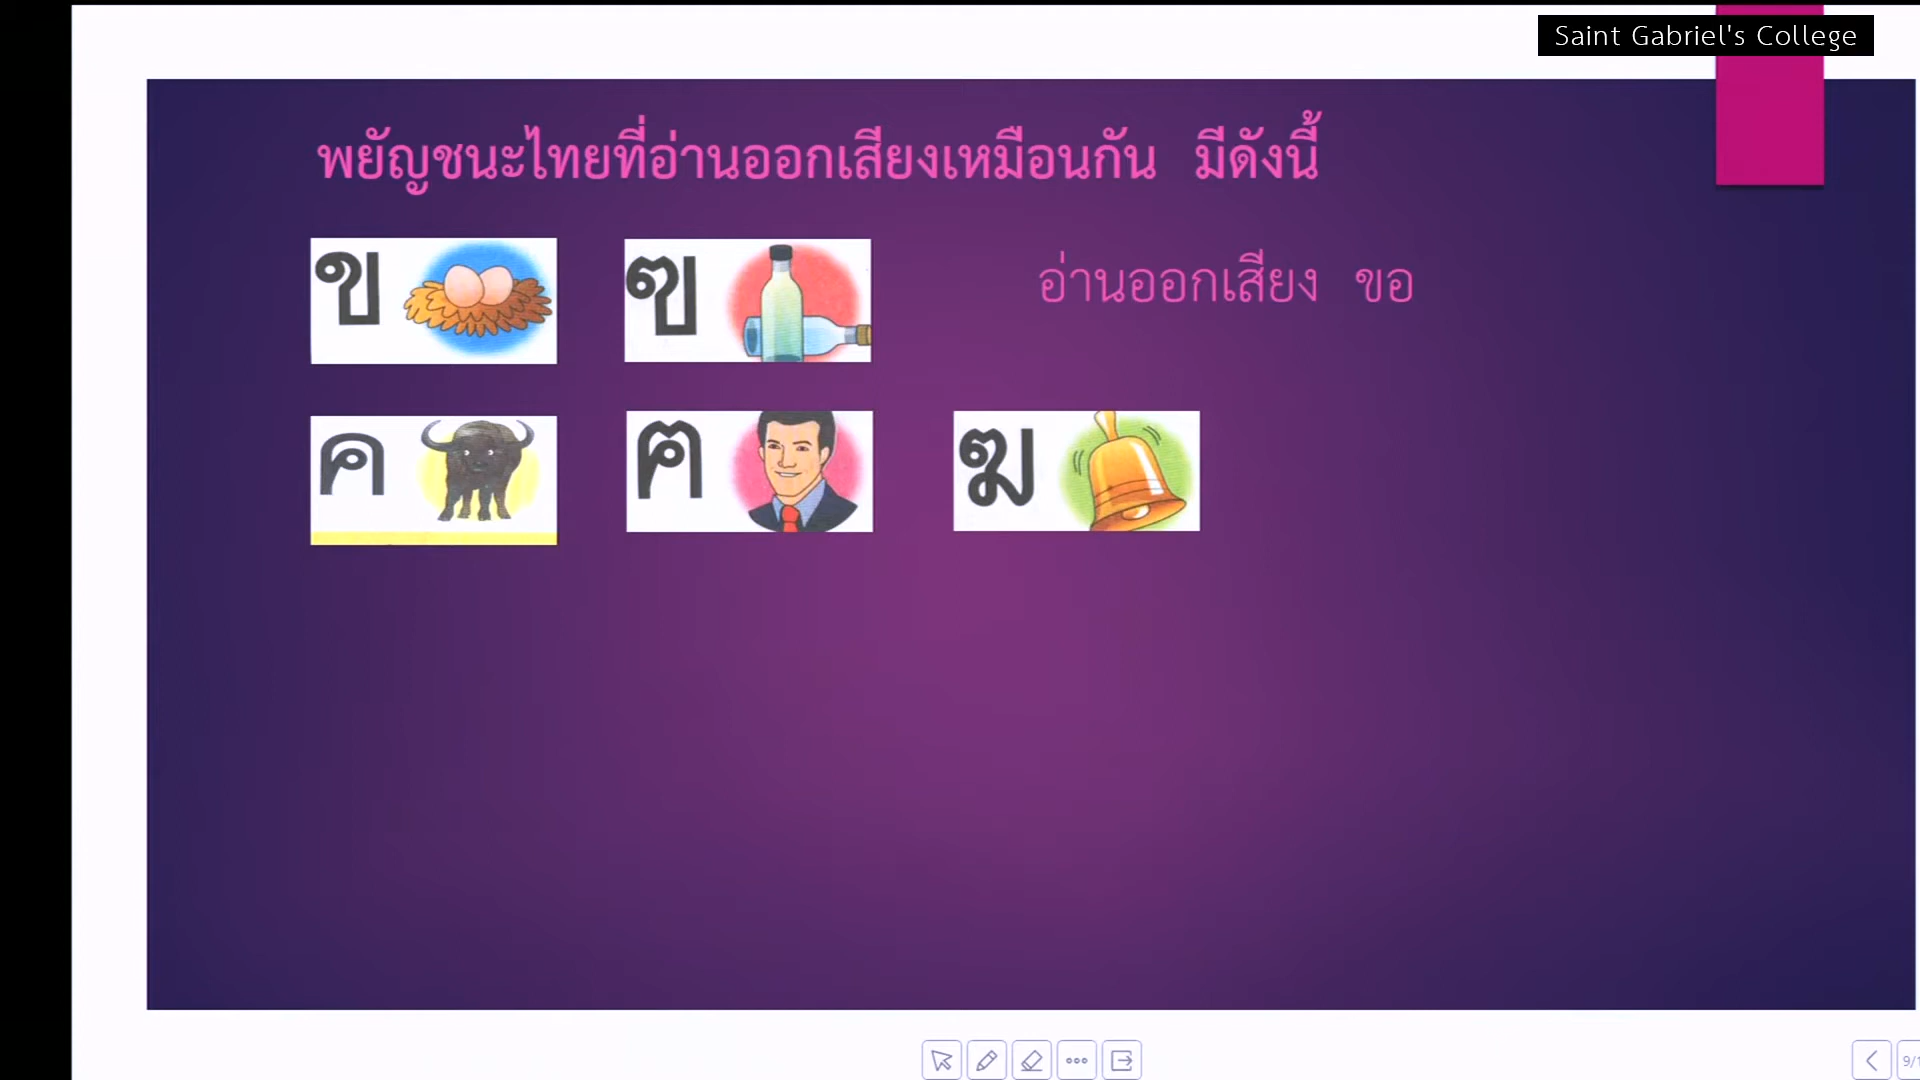 Saint Gabriel's College
พยัญชนะไทยที่อ่านออกเสียงเหมือนกัน มีดังนี้
ข ฃ อ่านออกเสียง ขอ
ค ฅ ฆ
9/1